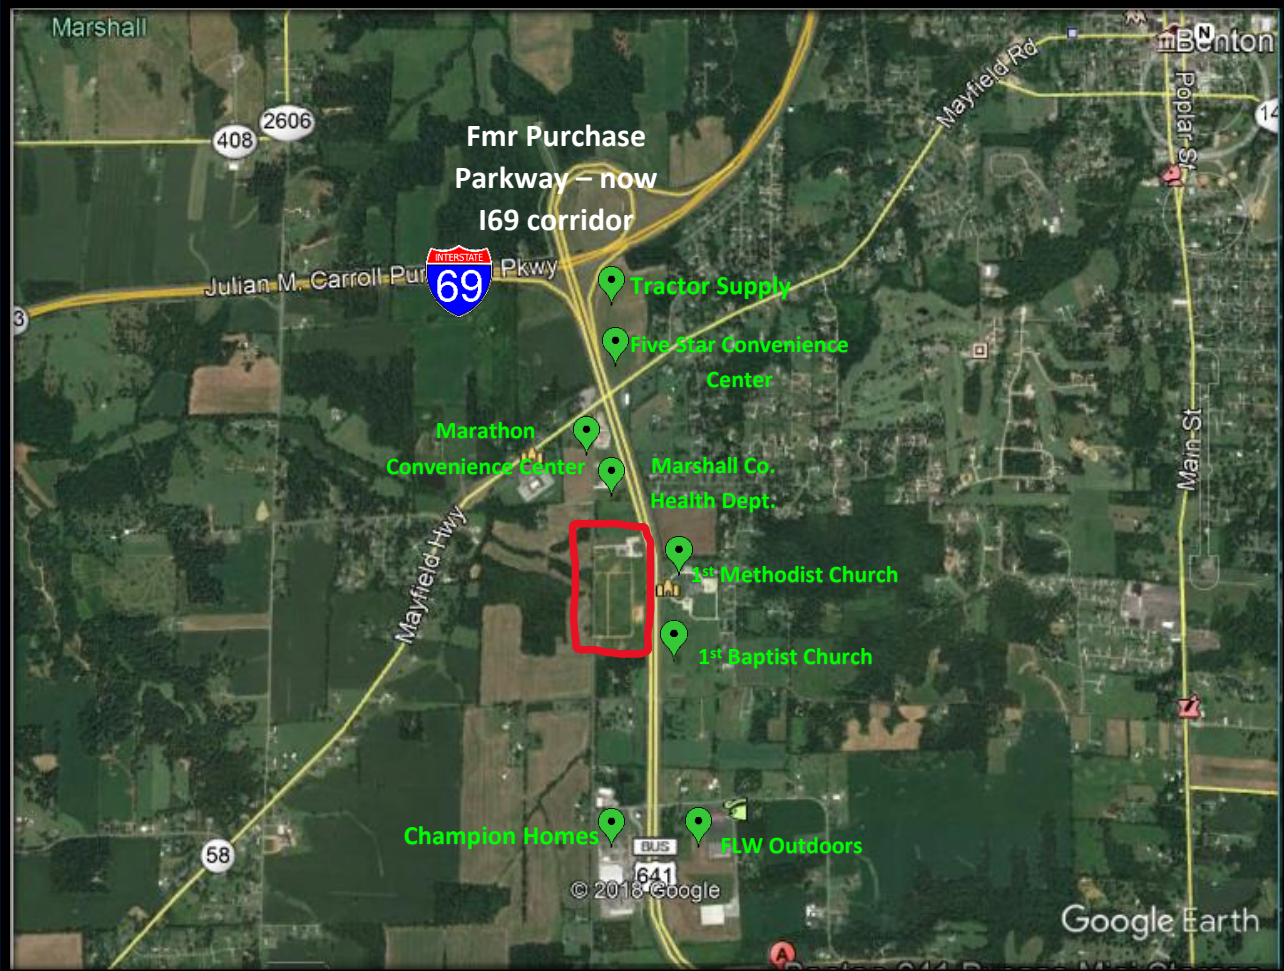 Marshall
Benton
N
Mayfield Rd
Poplar St
14
2606
408
Fmr Purchase
Parkway – now
I69 corridor
INTERSTATE
69
Julian M. Carroll Pur
Pkwy
3
Tractor Supply
Five Star Convenience
Center
Marathon
Convenience Center
Marshall Co.
Health Dept.
Main St
Mayfield Hwy
1st Methodist Church
1st Baptist Church
Champion Homes
FLW Outdoors
BUS
641
58
© 2018 Google
Google Earth
A